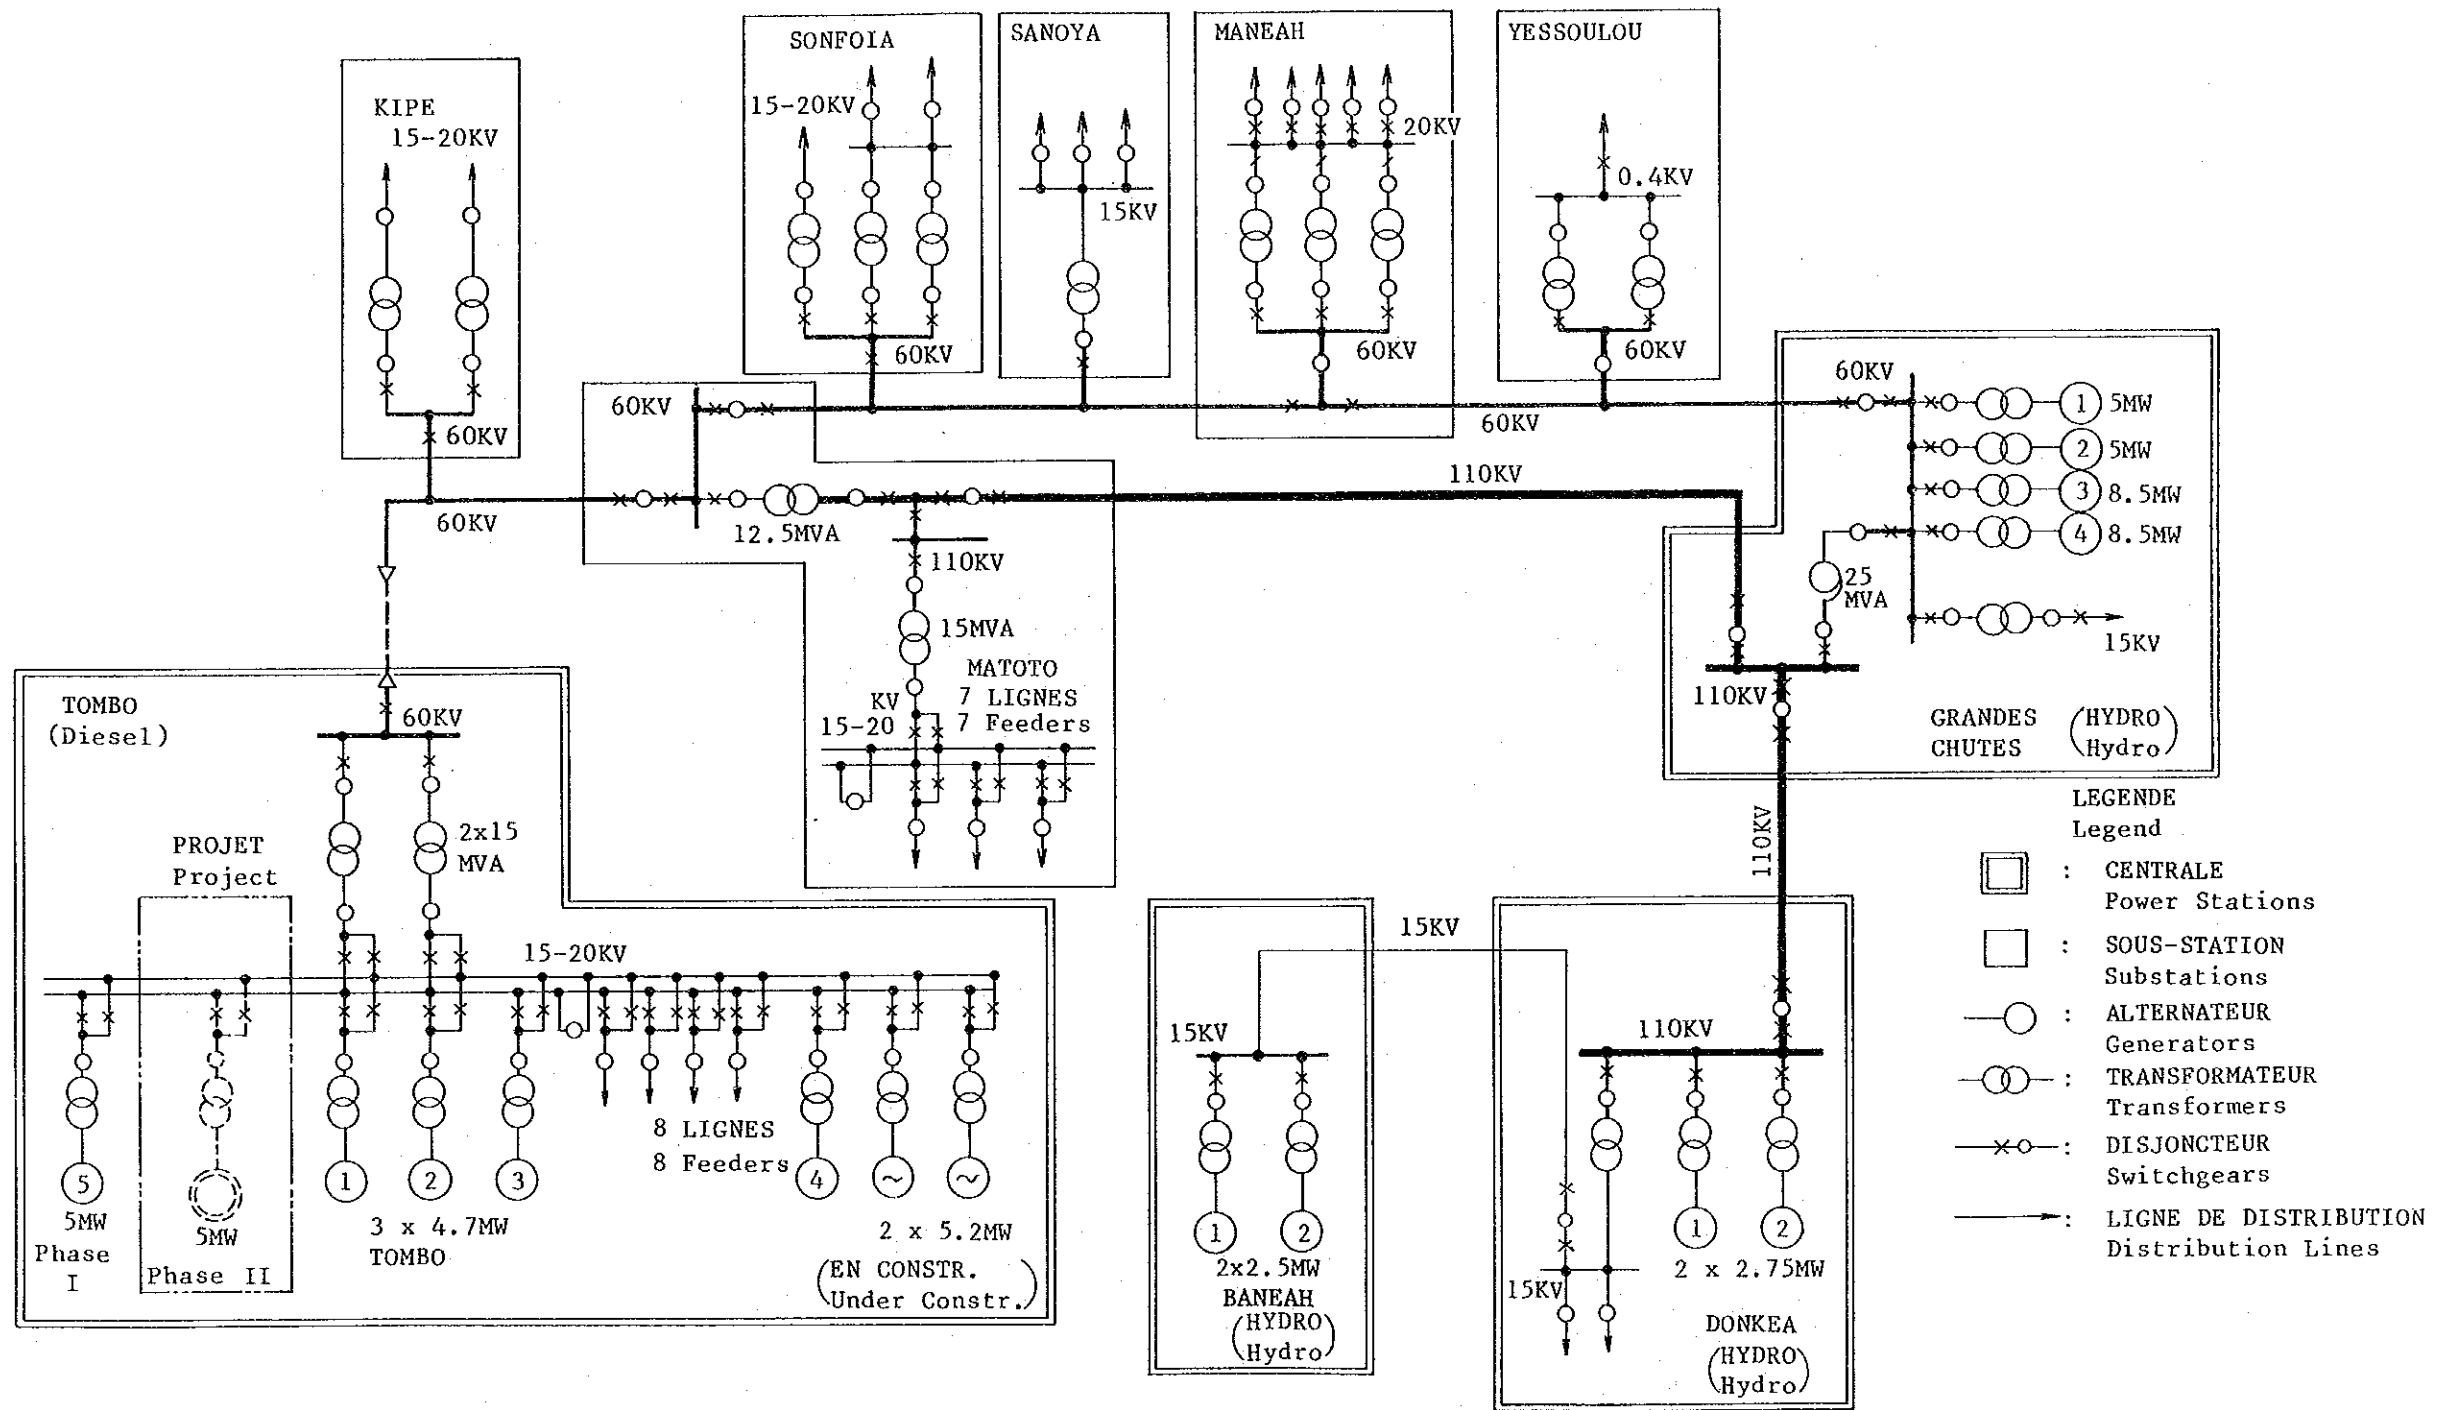 KIPE
15-20KV
60KV
SONFOIA
15-20KV
60KV
SANOYA
15KV
MANEAH
20KV
60KV
YESSOULOU
0.4KV
60KV
60KV
60KV
110KV
60KV
12.5MVA
110KV
15MVA
KV
15-20
MATOTO
7 LIGNES
7 Feeders
60KV
1
5MW
2
5MW
3
8.5MW
4
8.5MW
25
MVA
15KV
110KV
GRANDES
CHUTES
(HYDRO)
Hydro
110KV
TOMBO
(Diesel)
60KV
2x15
MVA
PROJET
Project
15-20KV
8 LIGNES
8 Feeders
5
5MW
Phase
I
5MW
Phase II
1
2
3
3 x 4.7MW
TOMBO
4
~
~
2 x 5.2MW
(EN CONSTR.
Under Constr.)
15KV
15KV
1
2
2x2.5MW
BANEAH
(HYDRO)
Hydro
110KV
1
2
2 x 2.75MW
15KV
DONKEA
(HYDRO)
Hydro
LEGENDE
Legend
: CENTRALE
Power Stations
: SOUS-STATION
Substations
: ALTERNATEUR
Generators
: TRANSFORMATEUR
Transformers
: DISJONCTEUR
Switchgears
: LIGNE DE DISTRIBUTION
Distribution Lines